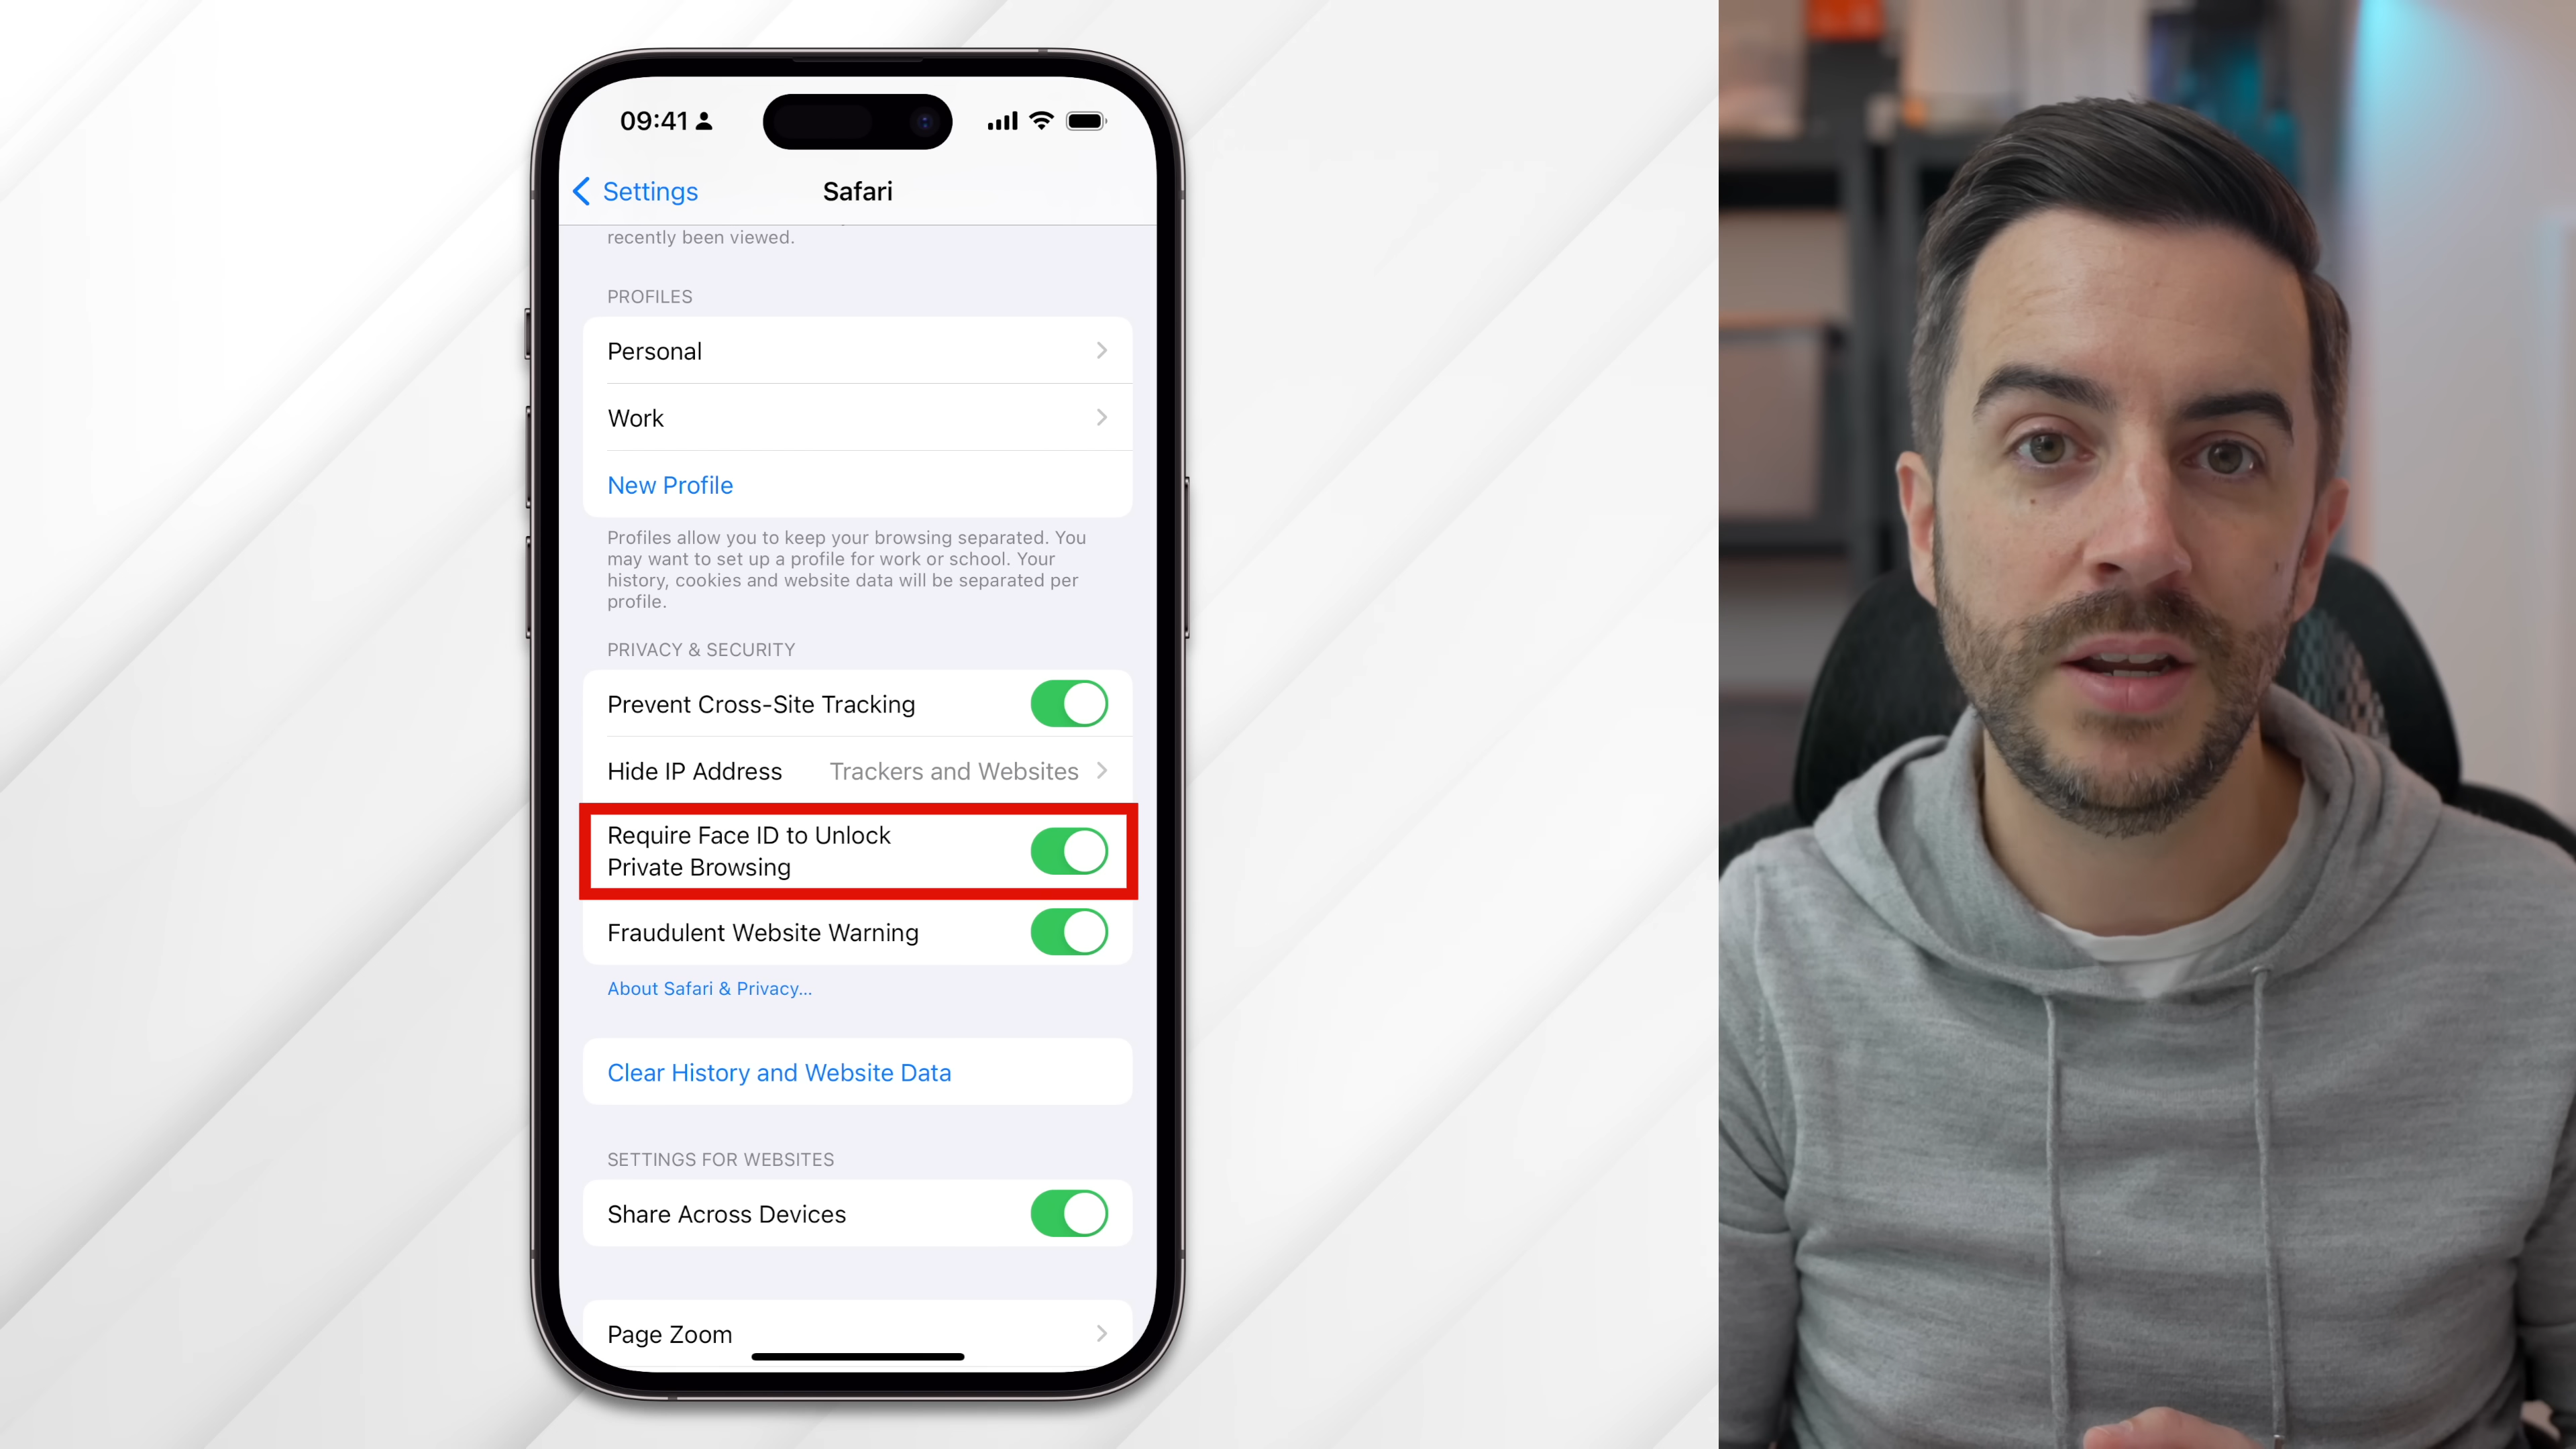 09:41
Settings
Safari
recently been viewed.
PROFILES
Personal
Work
New Profile
Profiles allow you to keep your browsing separated. You
may want to set up a profile for work or school. Your
history, cookies and website data will be separated per
profile.
PRIVACY & SECURITY
Prevent Cross-Site Tracking
Hide IP Address Trackers and Websites
Require Face ID to Unlock
Private Browsing
Fraudulent Website Warning
About Safari & Privacy...
Clear History and Website Data
SETTINGS FOR WEBSITES
Share Across Devices
Page Zoom